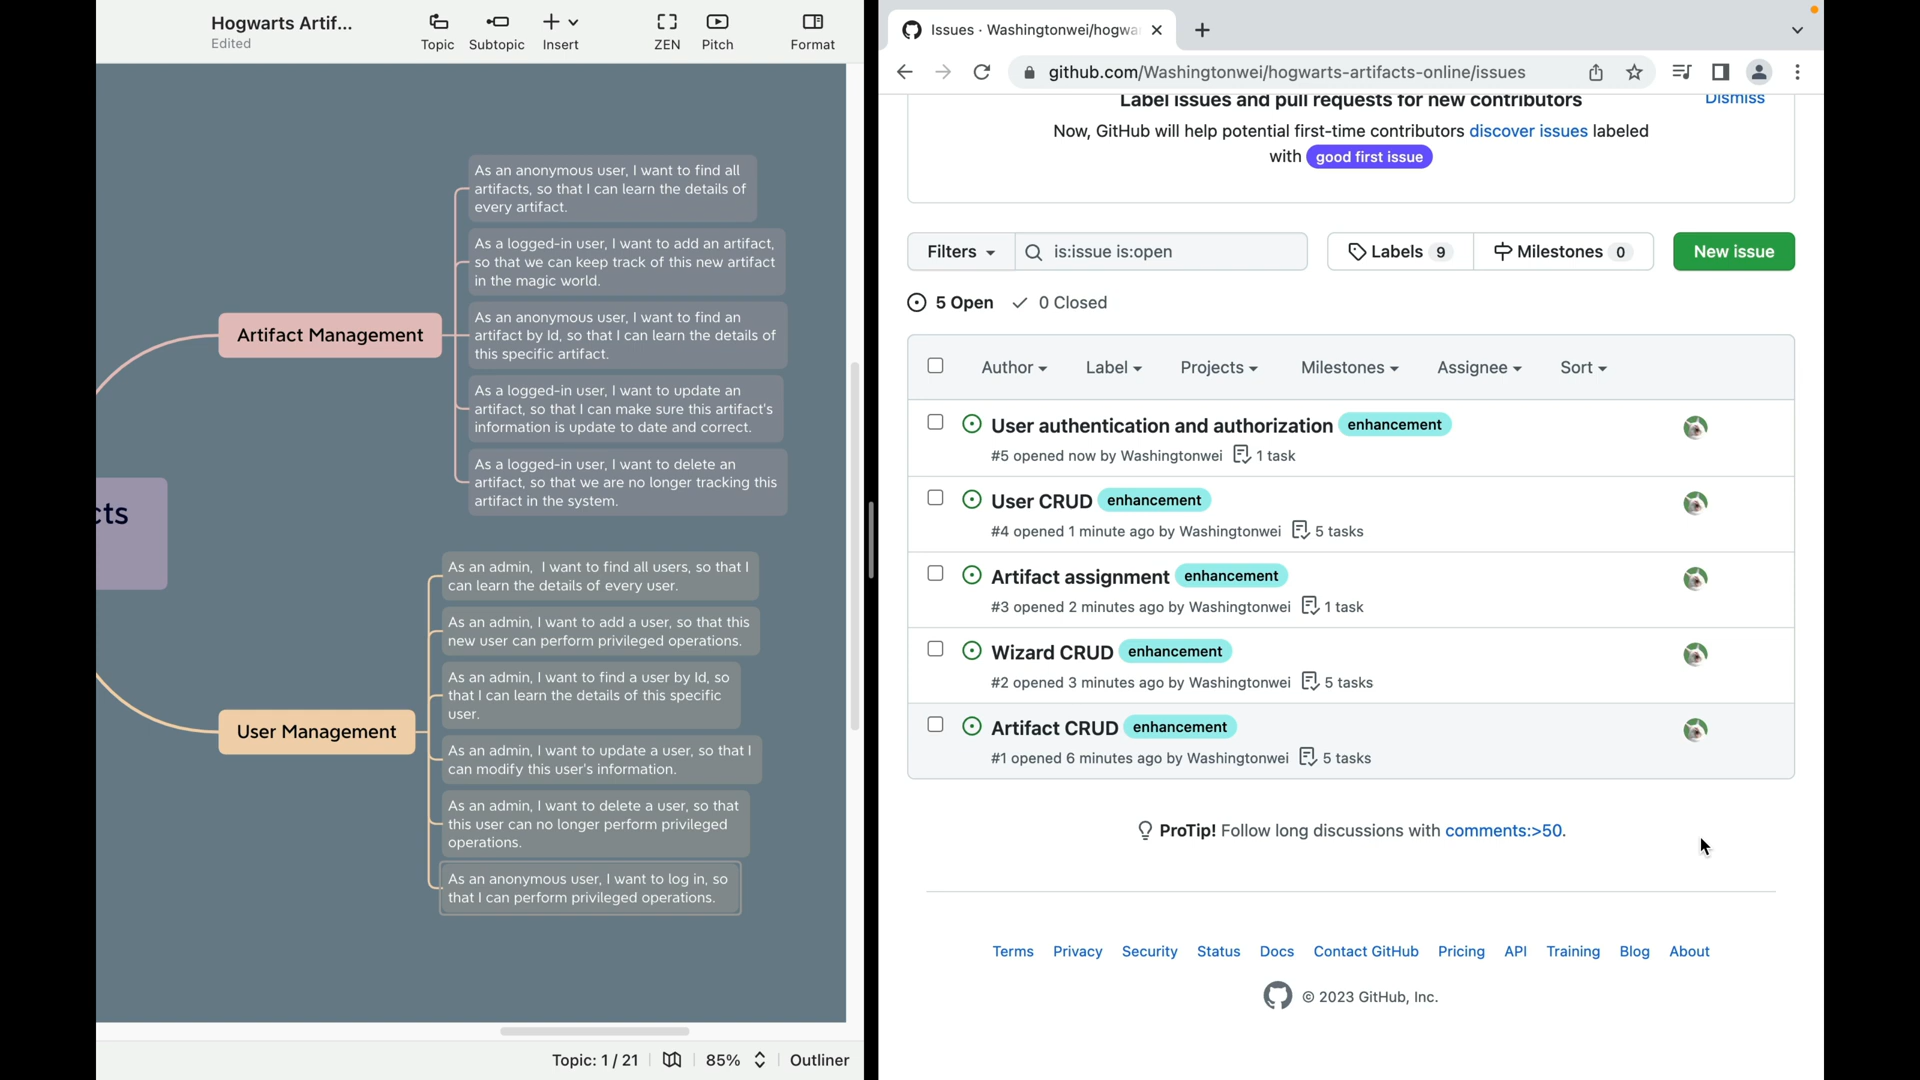 Hogwarts Artif...
Edited
Topic
Subtopic
Insert
ZEN
Pitch
Format
As an anonymous user, I want to find all
artifacts, so that I can learn the details of
every artifact.
As a logged-in user, I want to add an artifact,
so that we can keep track of this new artifact
in the magic world.
As an anonymous user, I want to find an
artifact by Id, so that I can learn the details of
this specific artifact.
As a logged-in user, I want to update an
artifact, so that I can make sure this artifact's
information is update to date and correct.
As a logged-in user, I want to delete an
artifact, so that we are no longer tracking this
artifact in the system.
Artifact Management
cts
As an admin, I want to find all users, so that I
can learn the details of every user.
As an admin, I want to add a user, so that this
new user can perform privileged operations.
As an admin, I want to find a user by Id, so
that I can learn the details of this specific
user.
As an admin, I want to update a user, so that I
can modify this user's information.
As an admin, I want to delete a user, so that
this user can no longer perform privileged
operations.
As an anonymous user, I want to log in, so
that I can perform privileged operations.
User Management
Topic: 1 / 21
85%
Outliner
Issues · Washingtonwei/hogwar
github.com/Washingtonwei/hogwarts-artifacts-online/issues
Label issues and pull requests for new contributors
Dismiss
Now, GitHub will help potential first-time contributors discover issues labeled
with good first issue
Filters
is:issue is:open
Labels 9
Milestones 0
New issue
5 Open
0 Closed
Author
Label
Projects
Milestones
Assignee
Sort
User authentication and authorization enhancement
#5 opened now by Washingtonwei 1 task
User CRUD enhancement
#4 opened 1 minute ago by Washingtonwei 5 tasks
Artifact assignment enhancement
#3 opened 2 minutes ago by Washingtonwei 1 task
Wizard CRUD enhancement
#2 opened 3 minutes ago by Washingtonwei 5 tasks
Artifact CRUD enhancement
#1 opened 6 minutes ago by Washingtonwei 5 tasks
ProTip! Follow long discussions with comments:>50.
Terms
Privacy
Security
Status
Docs
Contact GitHub
Pricing
API
Training
Blog
About
© 2023 GitHub, Inc.